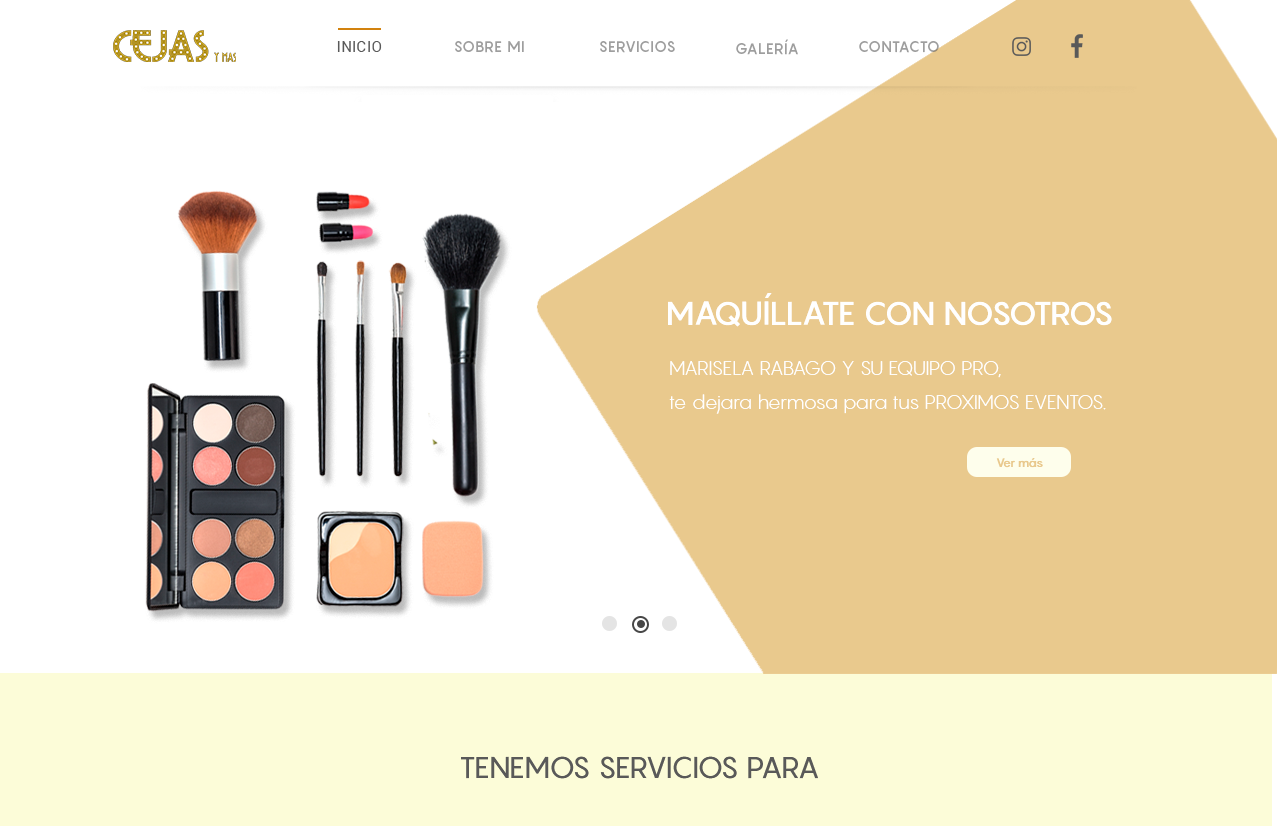 CEJAS Y MAS
INICIO
SOBRE MI
SERVICIOS
GALERÍA
CONTACTO
MAQUÍLLATE CON NOSOTROS
MARISELA RABAGO Y SU EQUIPO PRO,
te dejara hermosa para tus PROXIMOS EVENTOS.
Ver más
TENEMOS SERVICIOS PARA